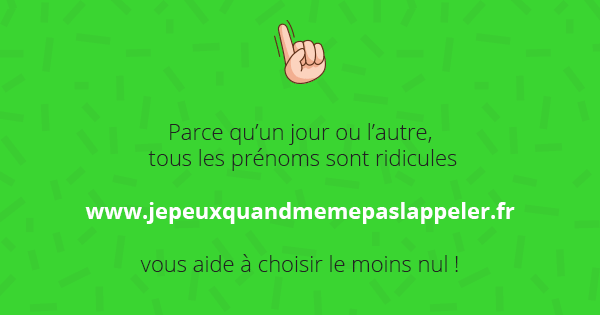 Parce qu’un jour ou l’autre,
tous les prénoms sont ridicules
www.jepeuxquandmemepaslappeler.fr
vous aide à choisir le moins nul !